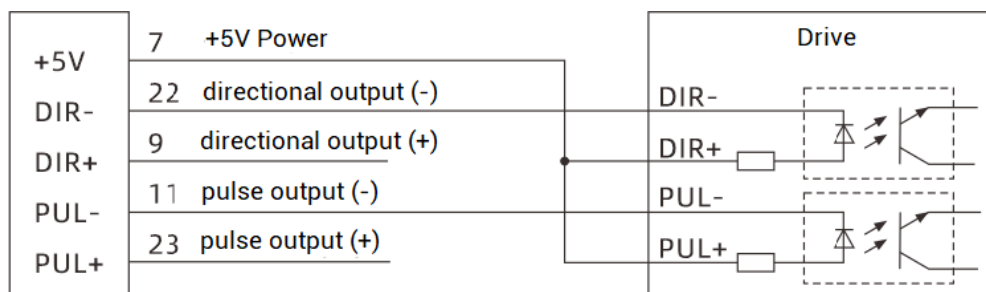 7 +5V Power Drive
+5V
22 directional output (-) DIR-
DIR-
9 directional output (+) DIR+
DIR+
11 pulse output (-) PUL-
PUL-
23 pulse output (+) PUL+
PUL+